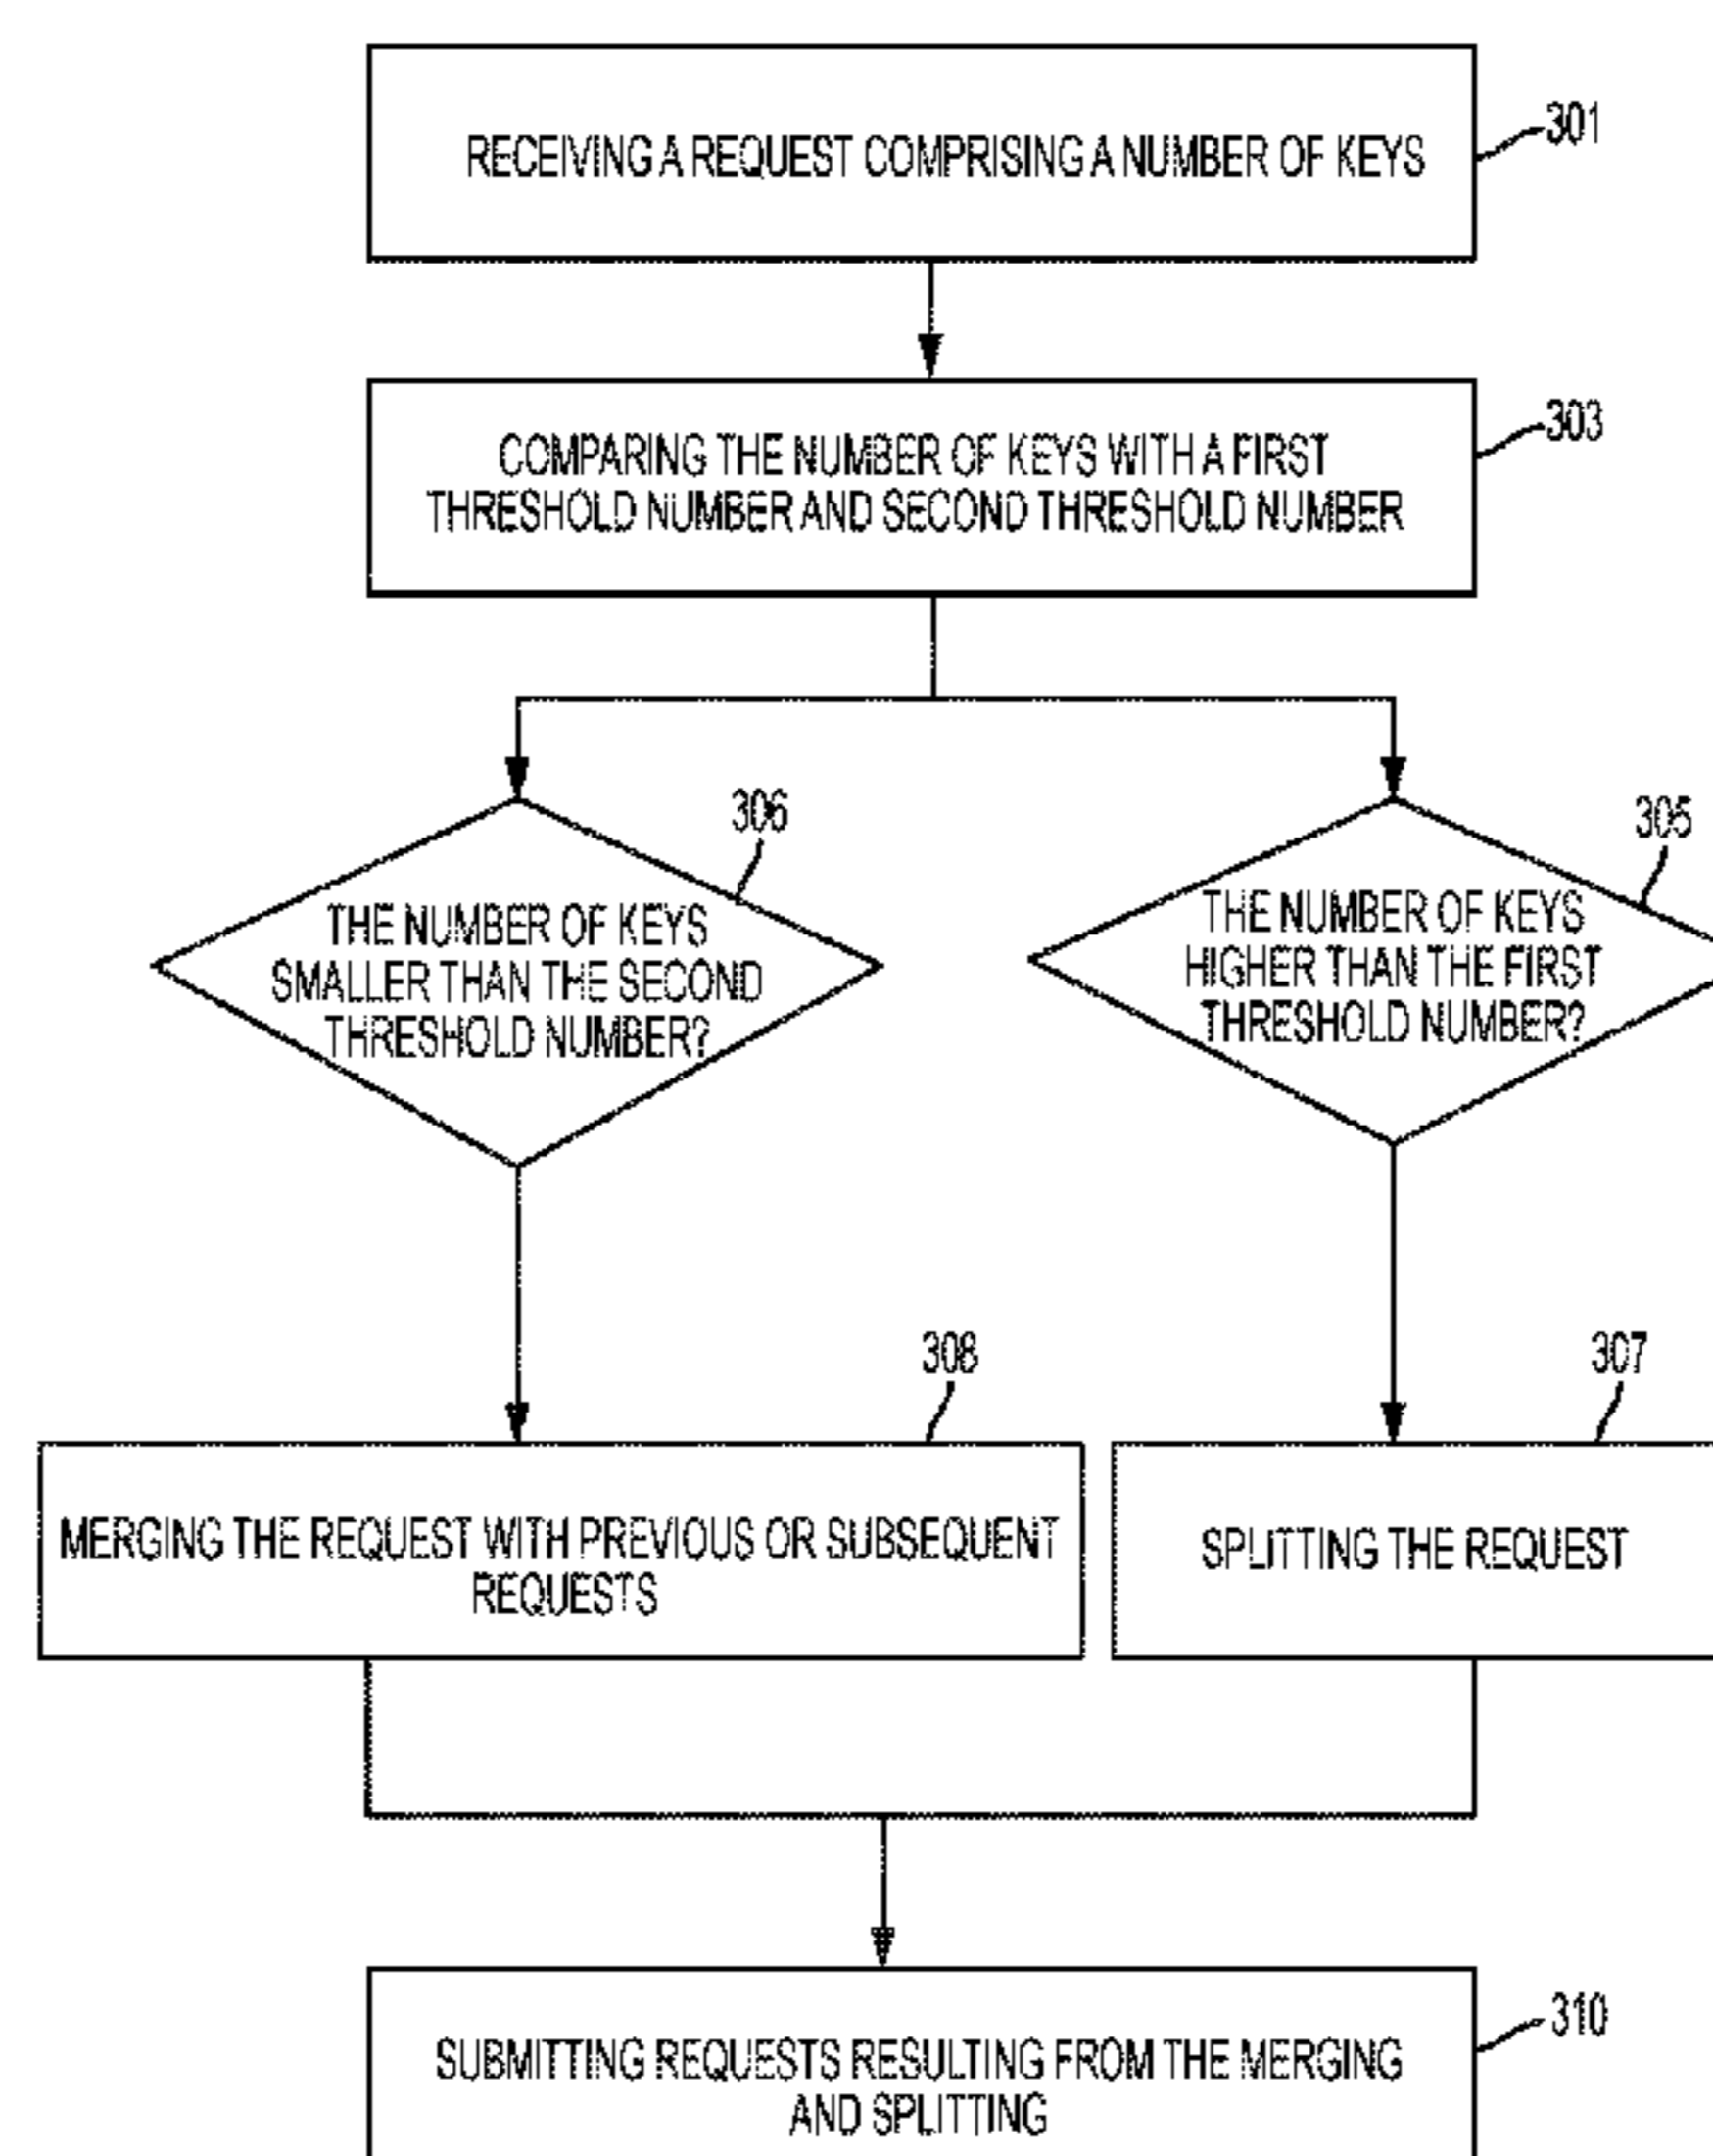 RECEIVING A REQUEST COMPRISING A NUMBER OF KEYS
301
COMPARING THE NUMBER OF KEYS WITH A FIRST
THRESHOLD NUMBER AND SECOND THRESHOLD NUMBER
303
306
THE NUMBER OF KEYS
SMALLER THAN THE SECOND
THRESHOLD NUMBER?
305
THE NUMBER OF KEYS
HIGHER THAN THE FIRST
THRESHOLD NUMBER?
308
MERGING THE REQUEST WITH PREVIOUS OR SUBSEQUENT
REQUESTS
307
SPLITTING THE REQUEST
310
SUBMITTING REQUESTS RESULTING FROM THE MERGING
AND SPLITTING